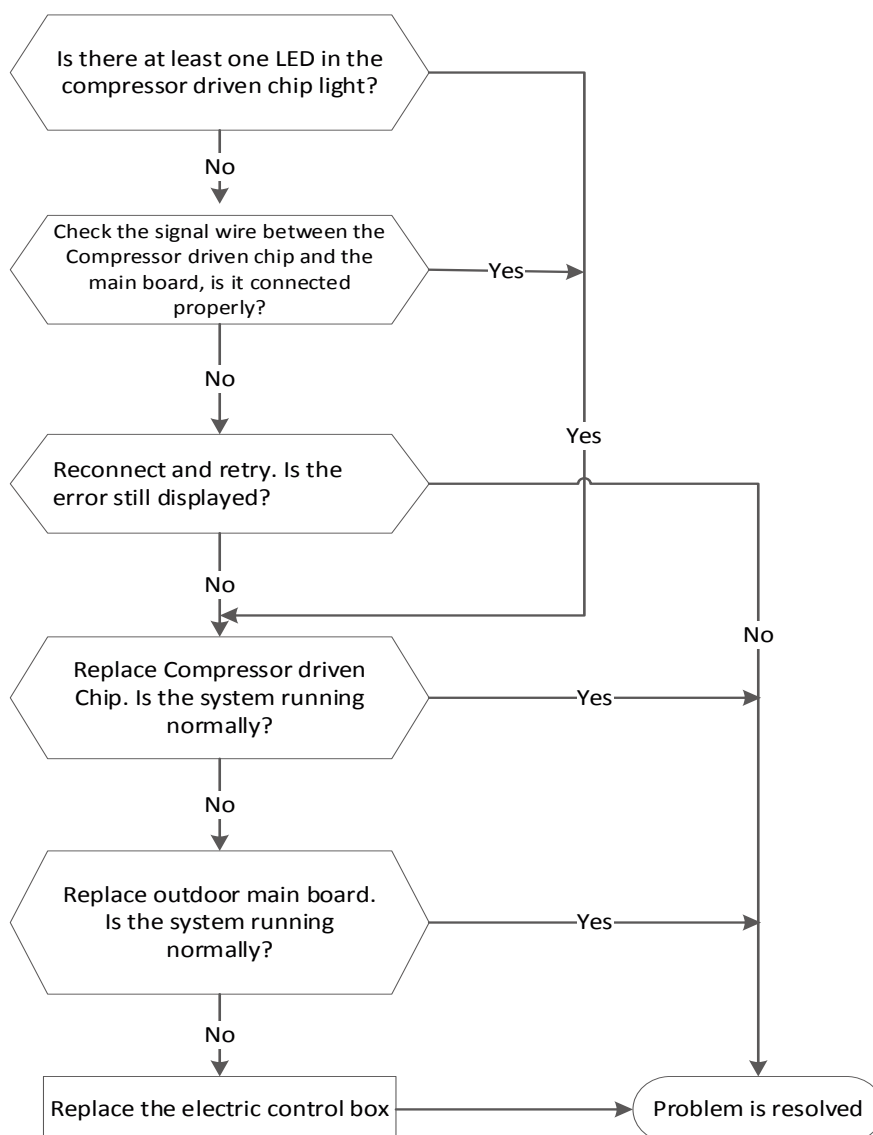 Is there at least one LED in the
compressor driven chip light?
No
Check the signal wire between the
Compressor driven chip and the
main board, is it connected
properly?
Yes
No
Yes
Reconnect and retry. Is the
error still displayed?
No
No
Replace Compressor driven
Chip. Is the system running
normally?
Yes
No
Replace outdoor main board.
Is the system running
normally?
Yes
No
Replace the electric control box
Problem is resolved